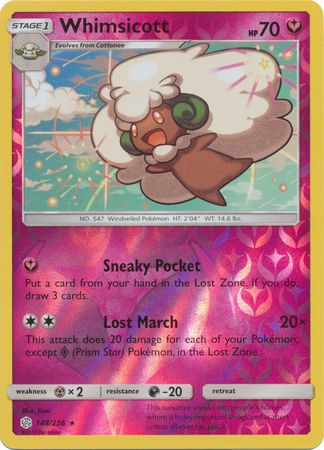 STAGE 1 Whimsicott HP 70
Evolves from Cottonee
NO. 547 Windveiled Pokémon HT: 2'04" WT: 14.6 lbs.
Sneaky Pocket
Put a card from your hand in the Lost Zone. If you do,
draw 3 cards.
Lost March 20×
This attack does 20 damage for each of your Pokémon,
except (Prism Star) Pokémon, in the Lost Zone.
weakness ×2 resistance -20 retreat
This nuisance sneaks into people's homes,
where it hides important things and scatters
cotton all over the place.
148/236